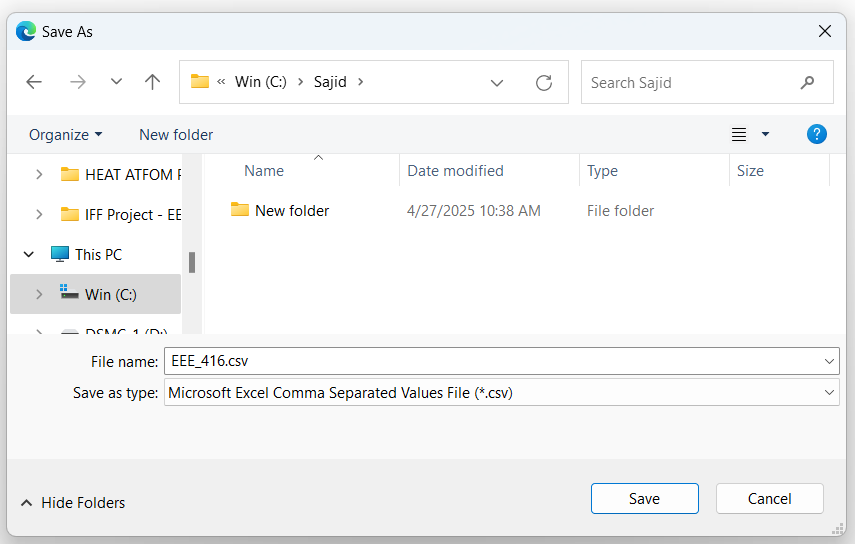 Save As
« Win (C:) > Sajid >
Search Sajid
Organize
New folder
?
Name
Date modified
Type
Size
HEAT ATFOM
New folder
4/27/2025 10:38 AM
File folder
IFF Project - EE
This PC
Win (C:)
DSMC-1 (D:)
File name:
EEE_416.csv
Save as type:
Microsoft Excel Comma Separated Values File (*.csv)
Hide Folders
Save
Cancel